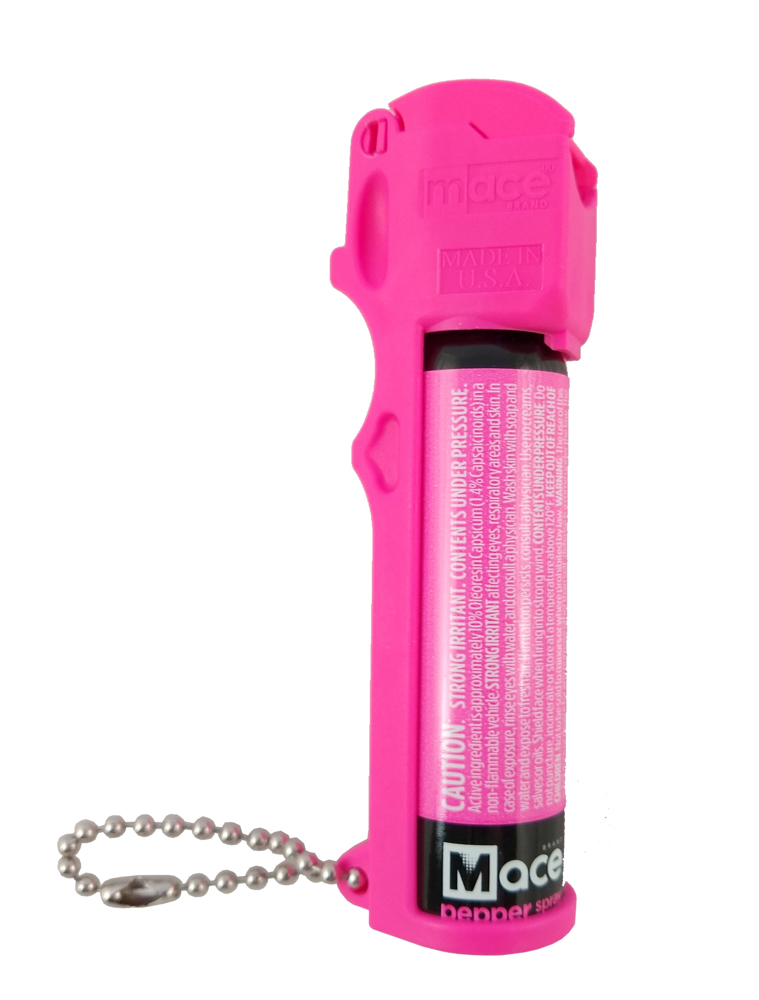 mace®
BRAND
MADE IN
U.S.A.
CAUTION: STRONG IRRITANT. CONTENTS UNDER PRESSURE.
Active ingredient is approximately 10% Oleoresin Capsicum (1.4% Capsaicinoids) in a
non-flammable vehicle. STRONG IRRITANT affecting eyes, respiratory areas and skin. In
case of exposure, rinse eyes with water, and consult a physician. Wash skin with soap and
water and expose to fresh air. If irritation persists, consult a physician. Use no creams,
salves or oils. Shield face when firing into strong wind. CONTENTS UNDER PRESSURE. Do
not puncture, incinerate or store at a temperature above 120°F. KEEP OUT OF REACH OF
CHILDREN. Not to be sold to minors or where prohibited by law. WARNING: The use of this
BRAND
Mace
pepper spray